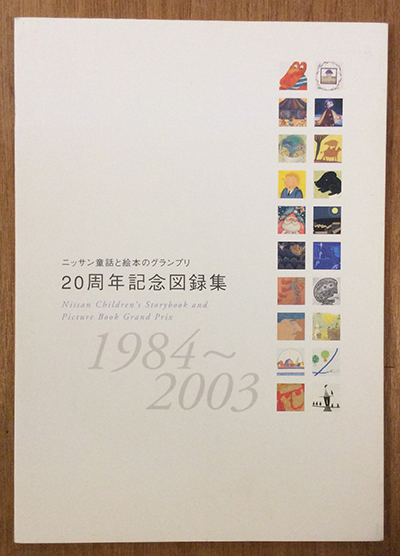 ニッサン童話と絵本のグランプリ
20周年記念図録集
Nissan Children's Storybook and
Picture Book Grand Prix
1984～
2003